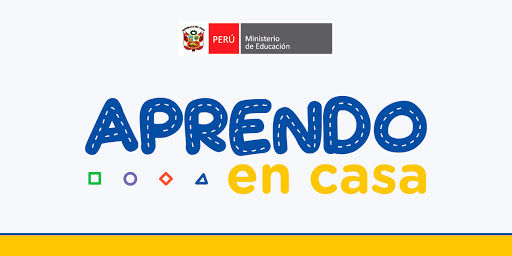 PERÚ
Ministerio
de Educación
APRENDO
en casa